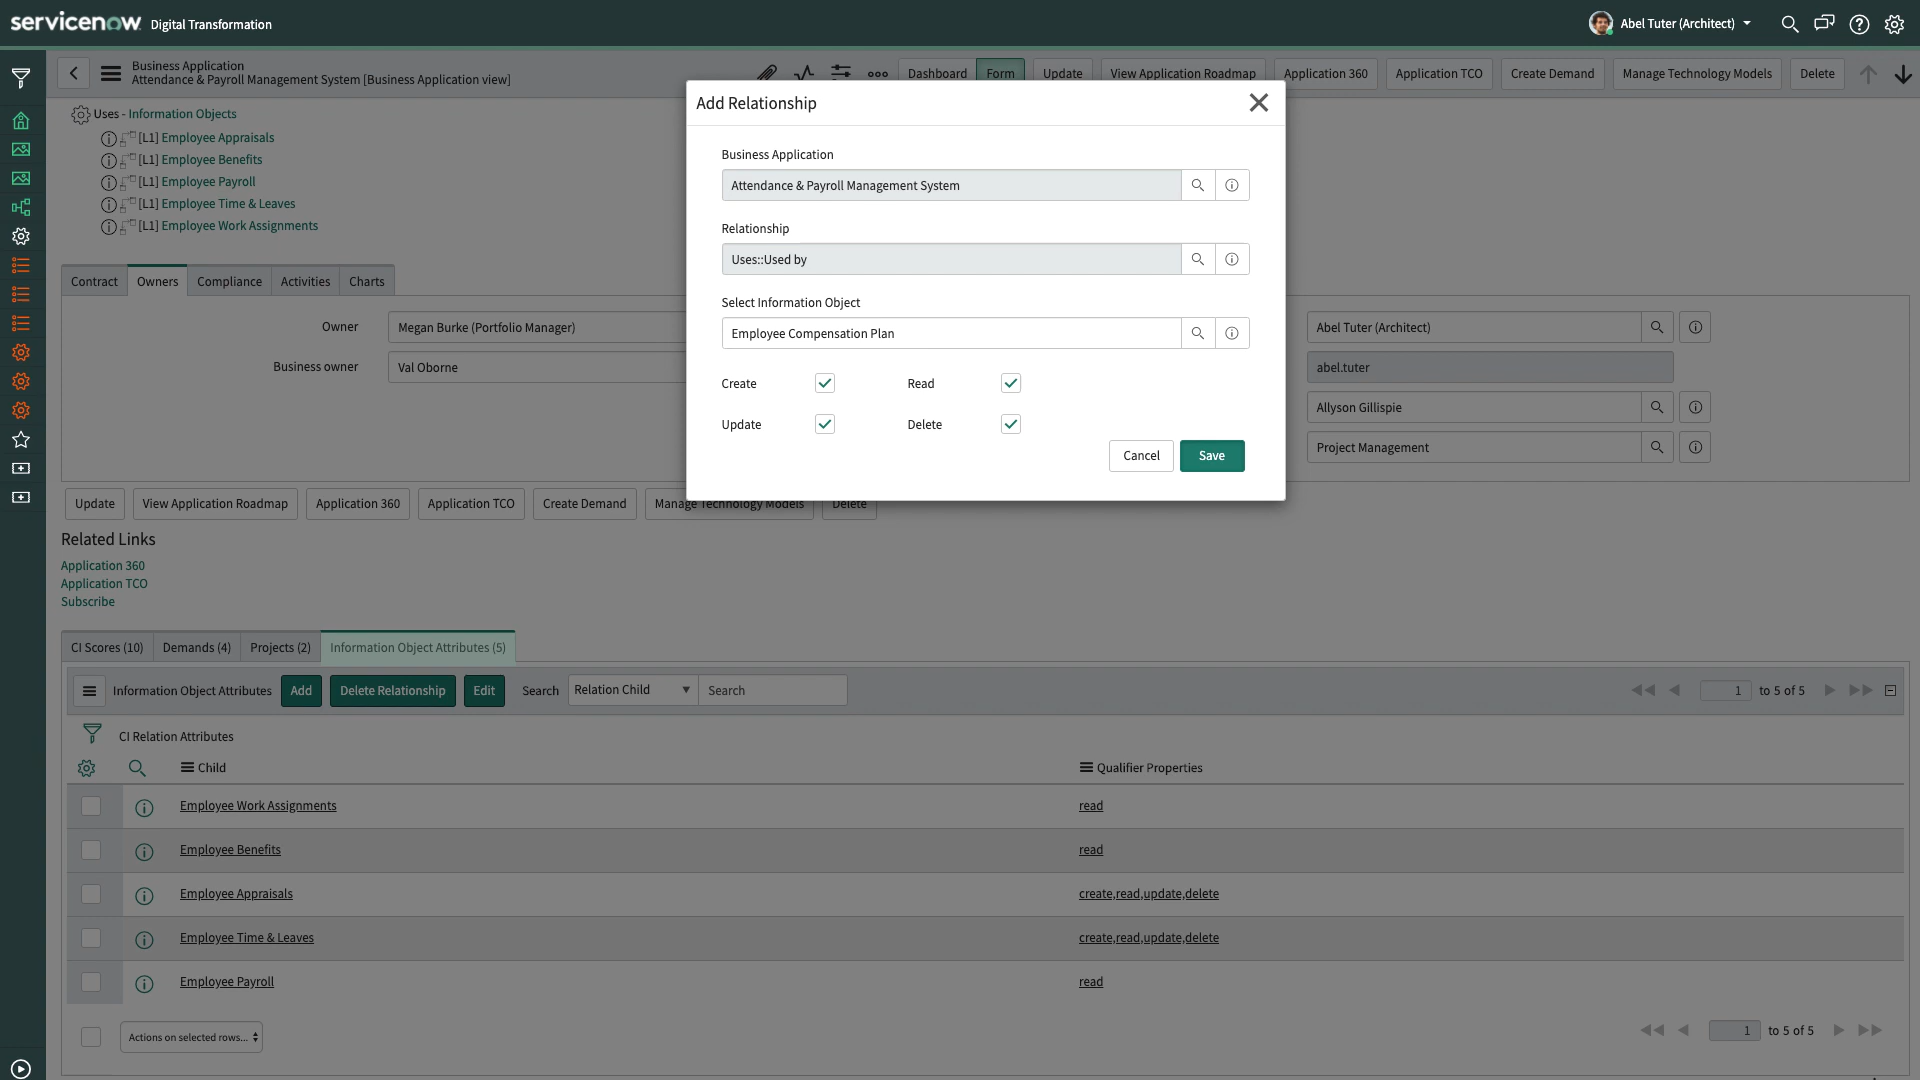 servicenow Digital Transformation
Abel Tuter (Architect)
Business Application
Attendance & Payroll Management System [Business Application view]
Dashboard Form Update View Application Roadmap Application 360 Application TCO Create Demand Manage Technology Models Delete
Uses - Information Objects
[L1] Employee Appraisals
[L1] Employee Benefits
[L1] Employee Payroll
[L1] Employee Time & Leaves
[L1] Employee Work Assignments
Add Relationship
Business Application
Attendance & Payroll Management System
Relationship
Uses::Used by
Select Information Object
Employee Compensation Plan
Create Read
Update Delete
Cancel Save
Contract Owners Compliance Activities Charts
Owner Megan Burke (Portfolio Manager)
Business owner Val Oborne
Abel Tuter (Architect)
abel.tuter
Allyson Gillispie
Project Management
Update View Application Roadmap Application 360 Application TCO Create Demand Manage Technology Models Delete
Related Links
Application 360
Application TCO
Subscribe
CI Scores (10) Demands (4) Projects (2) Information Object Attributes (5)
Information Object Attributes Add Delete Relationship Edit Search Relation Child Search 1 to 5 of 5
CI Relation Attributes
Child Qualifier Properties
Employee Work Assignments read
Employee Benefits read
Employee Appraisals create,read,update,delete
Employee Time & Leaves create,read,update,delete
Employee Payroll read
Actions on selected rows... 1 to 5 of 5